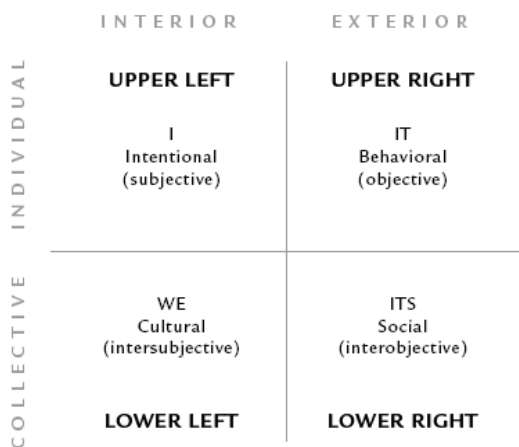 INTERIOR EXTERIOR
INDIVIDUAL
UPPER LEFT
I
Intentional
(subjective)
UPPER RIGHT
IT
Behavioral
(objective)
COLLECTIVE
WE
Cultural
(intersubjective)
LOWER LEFT
ITS
Social
(interobjective)
LOWER RIGHT